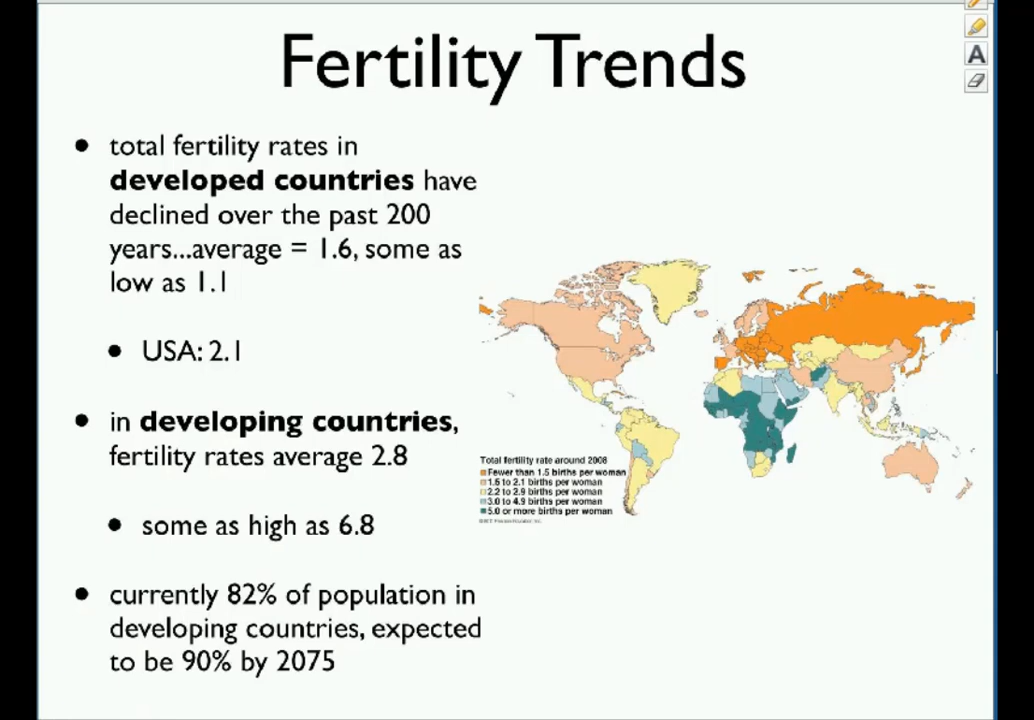 Fertility Trends
• total fertility rates in
developed countries have
declined over the past 200
years...average = 1.6, some as
low as 1.1
• USA: 2.1
• in developing countries,
fertility rates average 2.8
• some as high as 6.8
• currently 82% of population in
developing countries, expected
to be 90% by 2075
Total fertility rate around 2008
Fewer than 1.5 births per woman
1.5 to 2.1 births per woman
2.2 to 2.9 births per woman
3.0 to 4.9 births per woman
5.0 or more births per woman
A